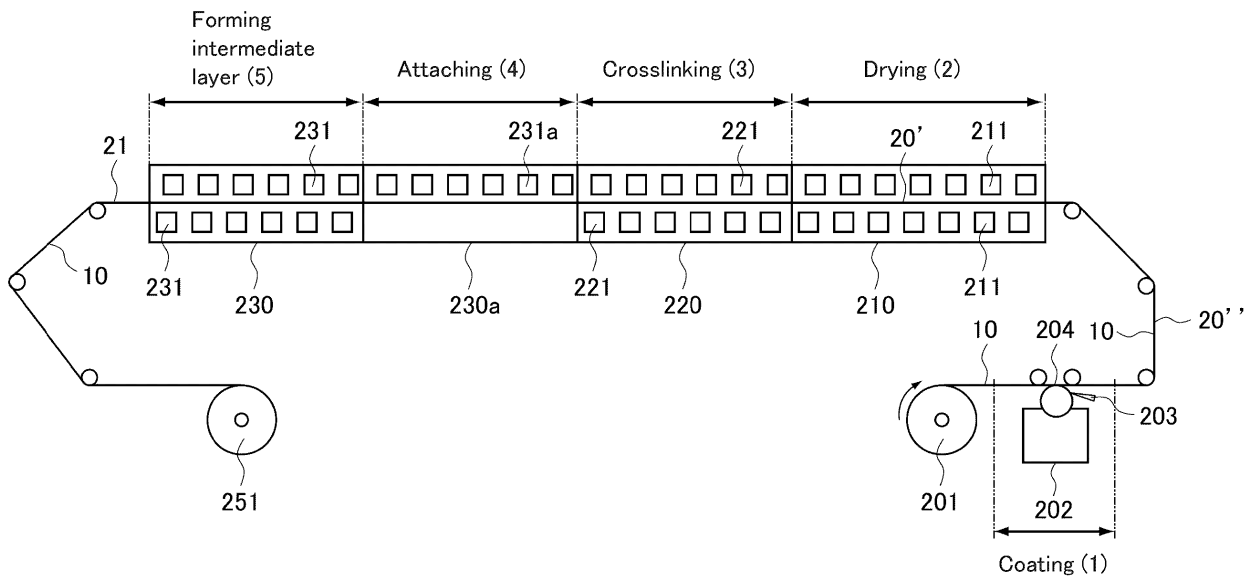 Forming
intermediate
layer (5)
Attaching (4)
Crosslinking (3)
Drying (2)
21
231
231a
221
20'
211
10
231
230
230a
221
220
210
211
20''
10
204
10
203
251
201
202
Coating (1)